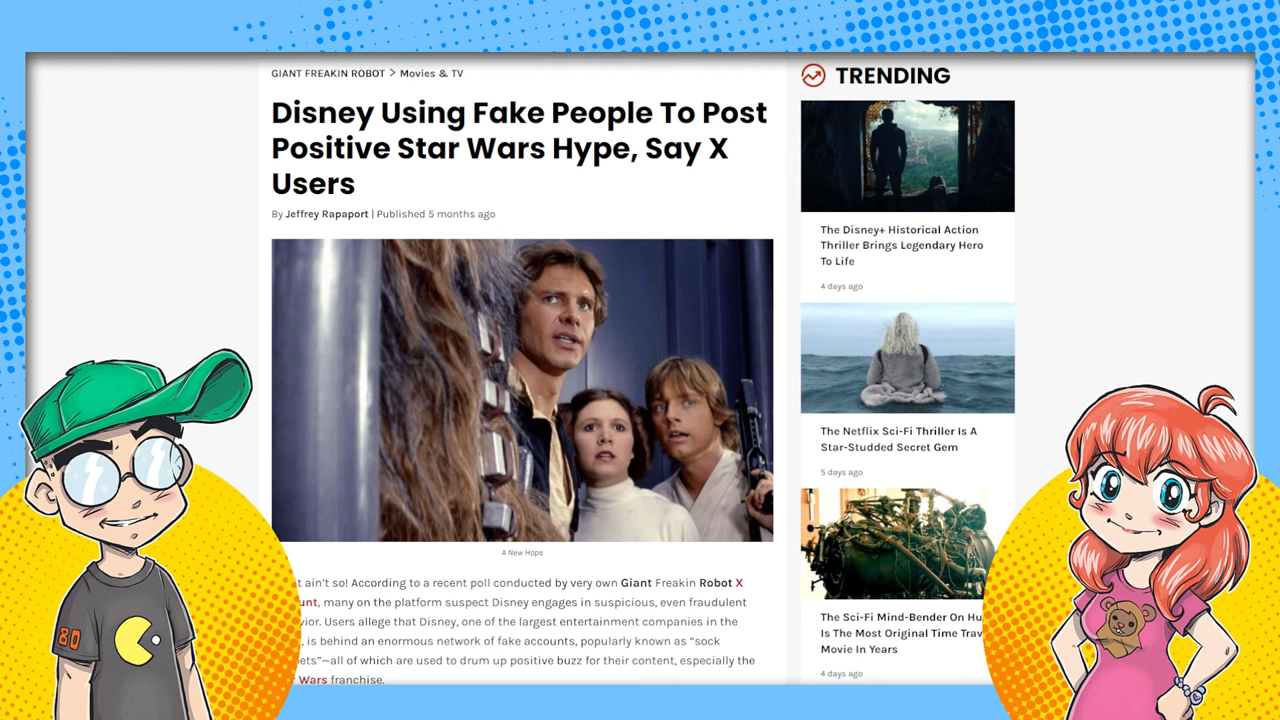 GIANT FREAKIN ROBOT > Movies & TV
Disney Using Fake People To Post
Positive Star Wars Hype, Say X
Users
By Jeffrey Rapaport | Published 5 months ago
A New Hope
t ain't so! According to a recent poll conducted by very own Giant Freakin Robot X
unt, many on the platform suspect Disney engages in suspicious, even fraudulent
vior. Users allege that Disney, one of the largest entertainment companies in the
, is behind an enormous network of fake accounts, popularly known as "sock
ets"—all of which are used to drum up positive buzz for their content, especially the
Wars franchise.
TRENDING
The Disney+ Historical Action
Thriller Brings Legendary Hero
To Life
4 days ago
The Netflix Sci-Fi Thriller Is A
Star-Studded Secret Gem
5 days ago
The Sci-Fi Mind-Bender On Hu
Is The Most Original Time Trav
Movie In Years
4 days ago
80